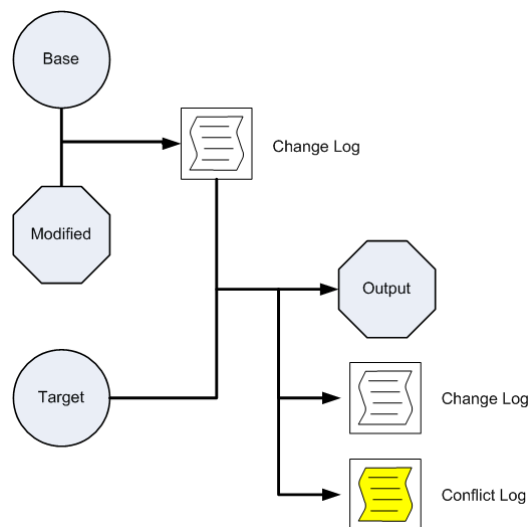 Base
Change Log
Modified
Output
Target
Change Log
Conflict Log